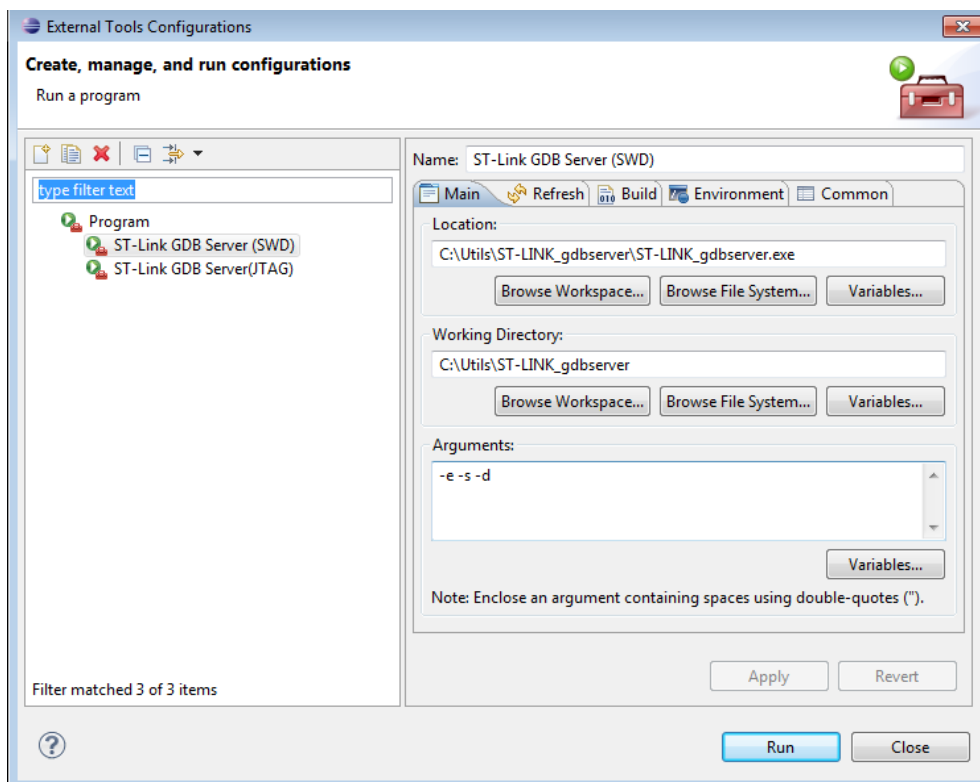 External Tools Configurations
Create, manage, and run configurations
Run a program
type filter text
Program
ST-Link GDB Server (SWD)
ST-Link GDB Server(JTAG)
Filter matched 3 of 3 items
Name: ST-Link GDB Server (SWD)
Main Refresh Build Environment Common
Location:
C:\Utils\ST-LINK_gdbserver\ST-LINK_gdbserver.exe
Browse Workspace... Browse File System... Variables...
Working Directory:
C:\Utils\ST-LINK_gdbserver
Browse Workspace... Browse File System... Variables...
Arguments:
-e -s -d
Variables...
Note: Enclose an argument containing spaces using double-quotes (").
Apply Revert
? Run Close